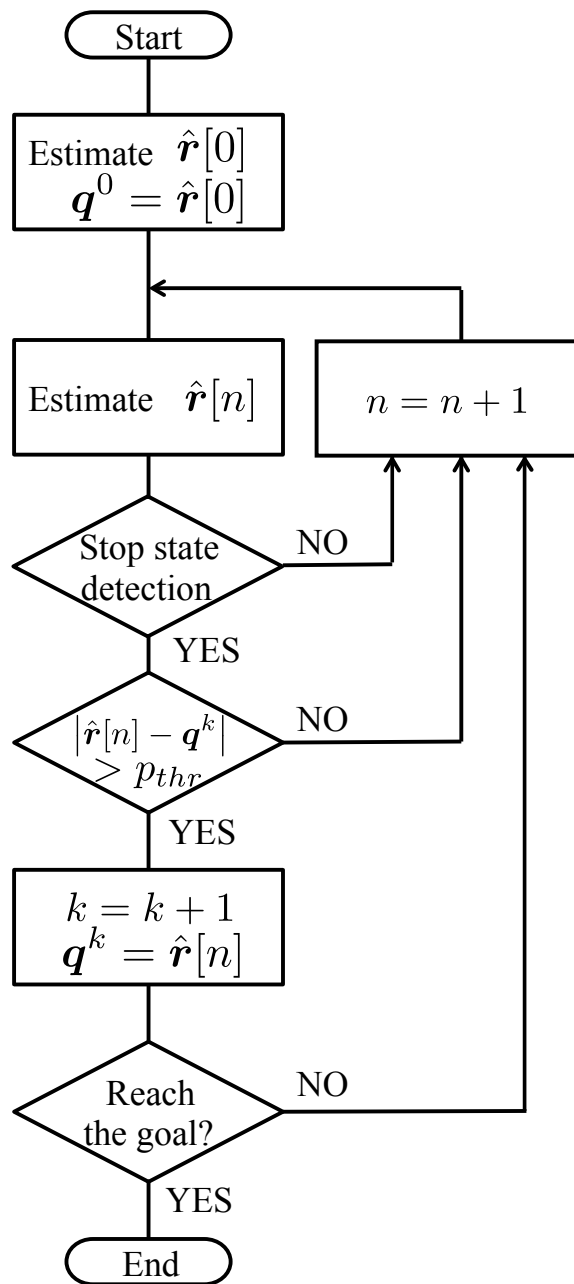 Start
Estimate r̂[0]
q⁰ = r̂[0]
Estimate r̂[n]
n = n + 1
Stop state
detection
NO
YES
|r̂[n] − qᵏ|
> pₜₕᵣ
NO
YES
k = k + 1
qᵏ = r̂[n]
Reach
the goal?
NO
YES
End